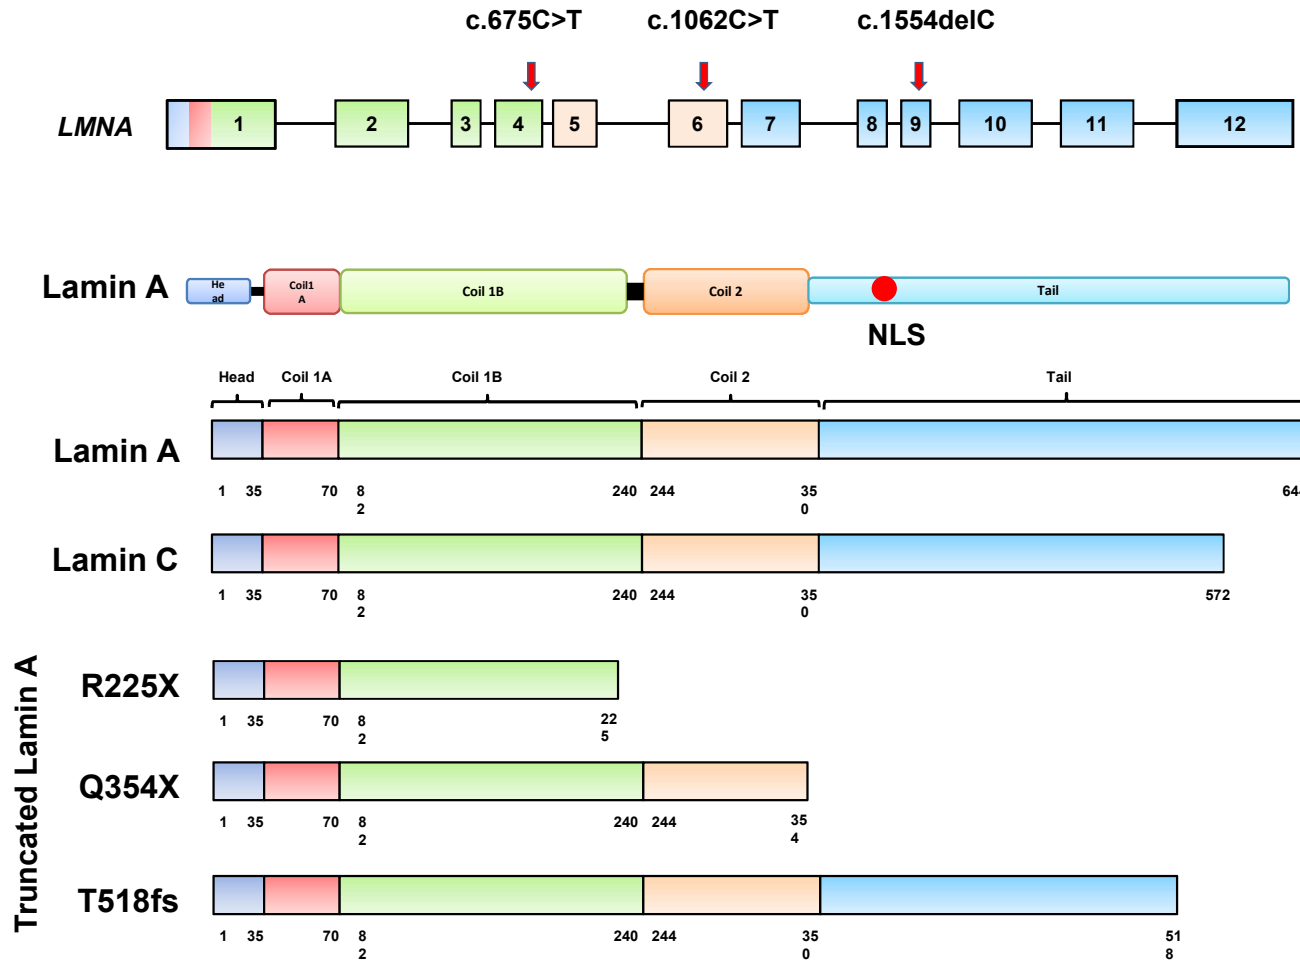 c.675C>T c.1062C>T c.1554delC
LMNA 1 2 3 4 5 6 7 8 9 10 11 12
Lamin A He
ad Coil1
A Coil 1B Coil 2 Tail
NLS
Head Coil 1A Coil 1B Coil 2 Tail
Lamin A
1 35 70 8
2 240 244 35
0 644
Lamin C
1 35 70 8
2 240 244 35
0 572
Truncated Lamin A
R225X
1 35 70 8
2 22
5
Q354X
1 35 70 8
2 240 244 35
4
T518fs
1 35 70 8
2 240 244 35
0 51
8